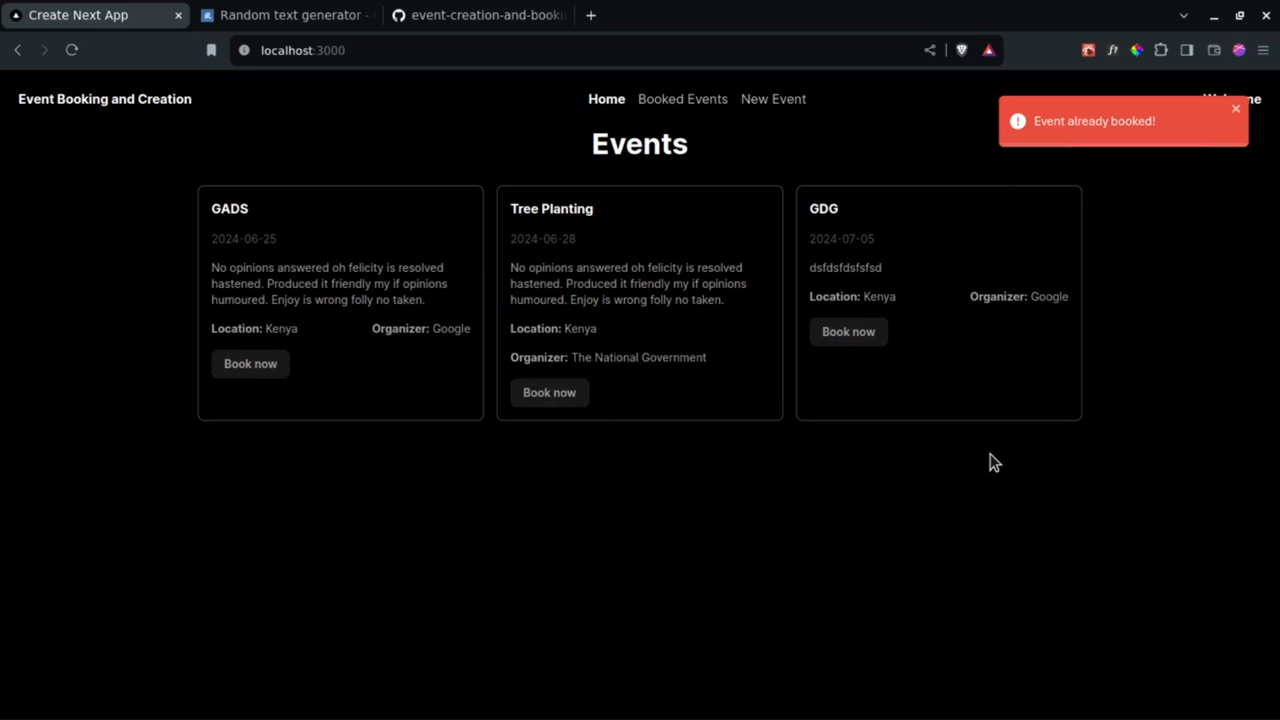 Create Next App
Random text generator -
event-creation-and-booki
localhost:3000
Event Booking and Creation
Home
Booked Events
New Event
Event already booked!
Events
GADS
2024-06-25
No opinions answered oh felicity is resolved
hastened. Produced it friendly my if opinions
humoured. Enjoy is wrong folly no taken.
Location: Kenya
Organizer: Google
Book now
Tree Planting
2024-06-28
No opinions answered oh felicity is resolved
hastened. Produced it friendly my if opinions
humoured. Enjoy is wrong folly no taken.
Location: Kenya
Organizer: The National Government
Book now
GDG
2024-07-05
dsfdsfdsfsfsd
Location: Kenya
Organizer: Google
Book now